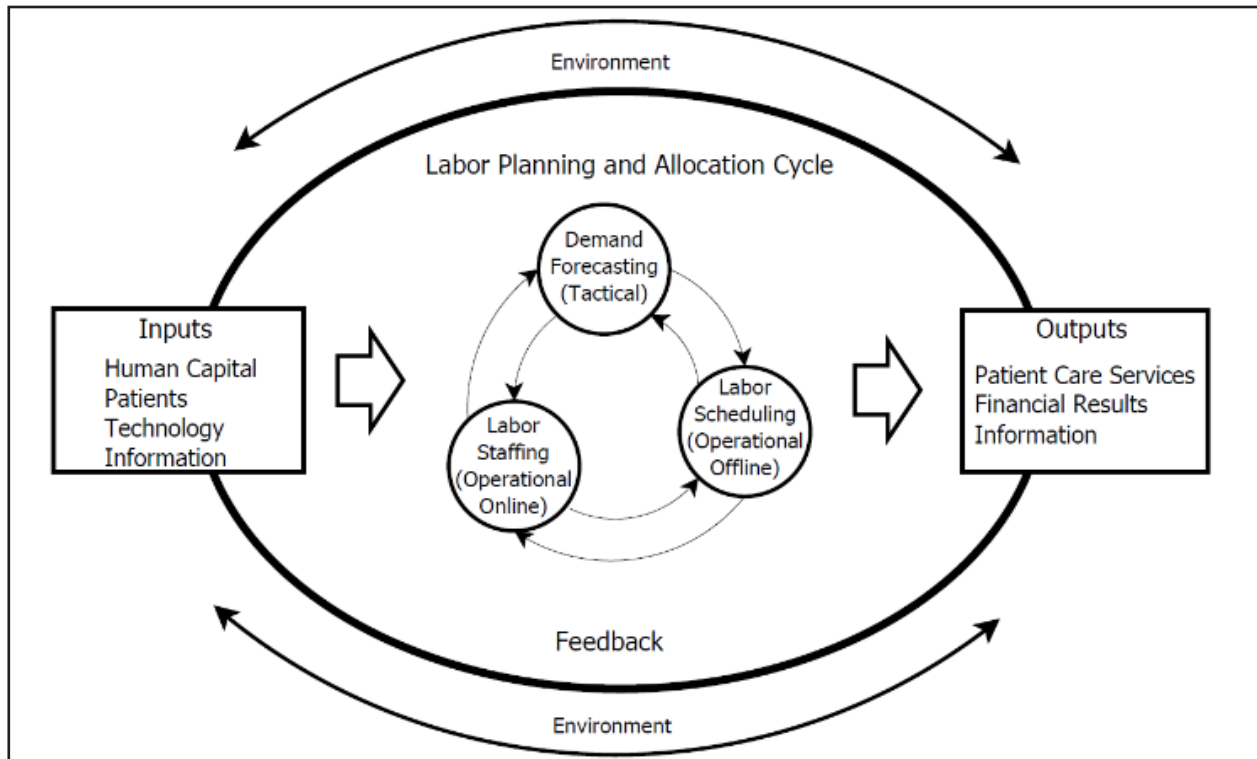 Environment
Labor Planning and Allocation Cycle
Demand
Forecasting
(Tactical)
Inputs
Human Capital
Patients
Technology
Information
Labor
Staffing
(Operational
Online)
Labor
Scheduling
(Operational
Offline)
Outputs
Patient Care Services
Financial Results
Information
Feedback
Environment